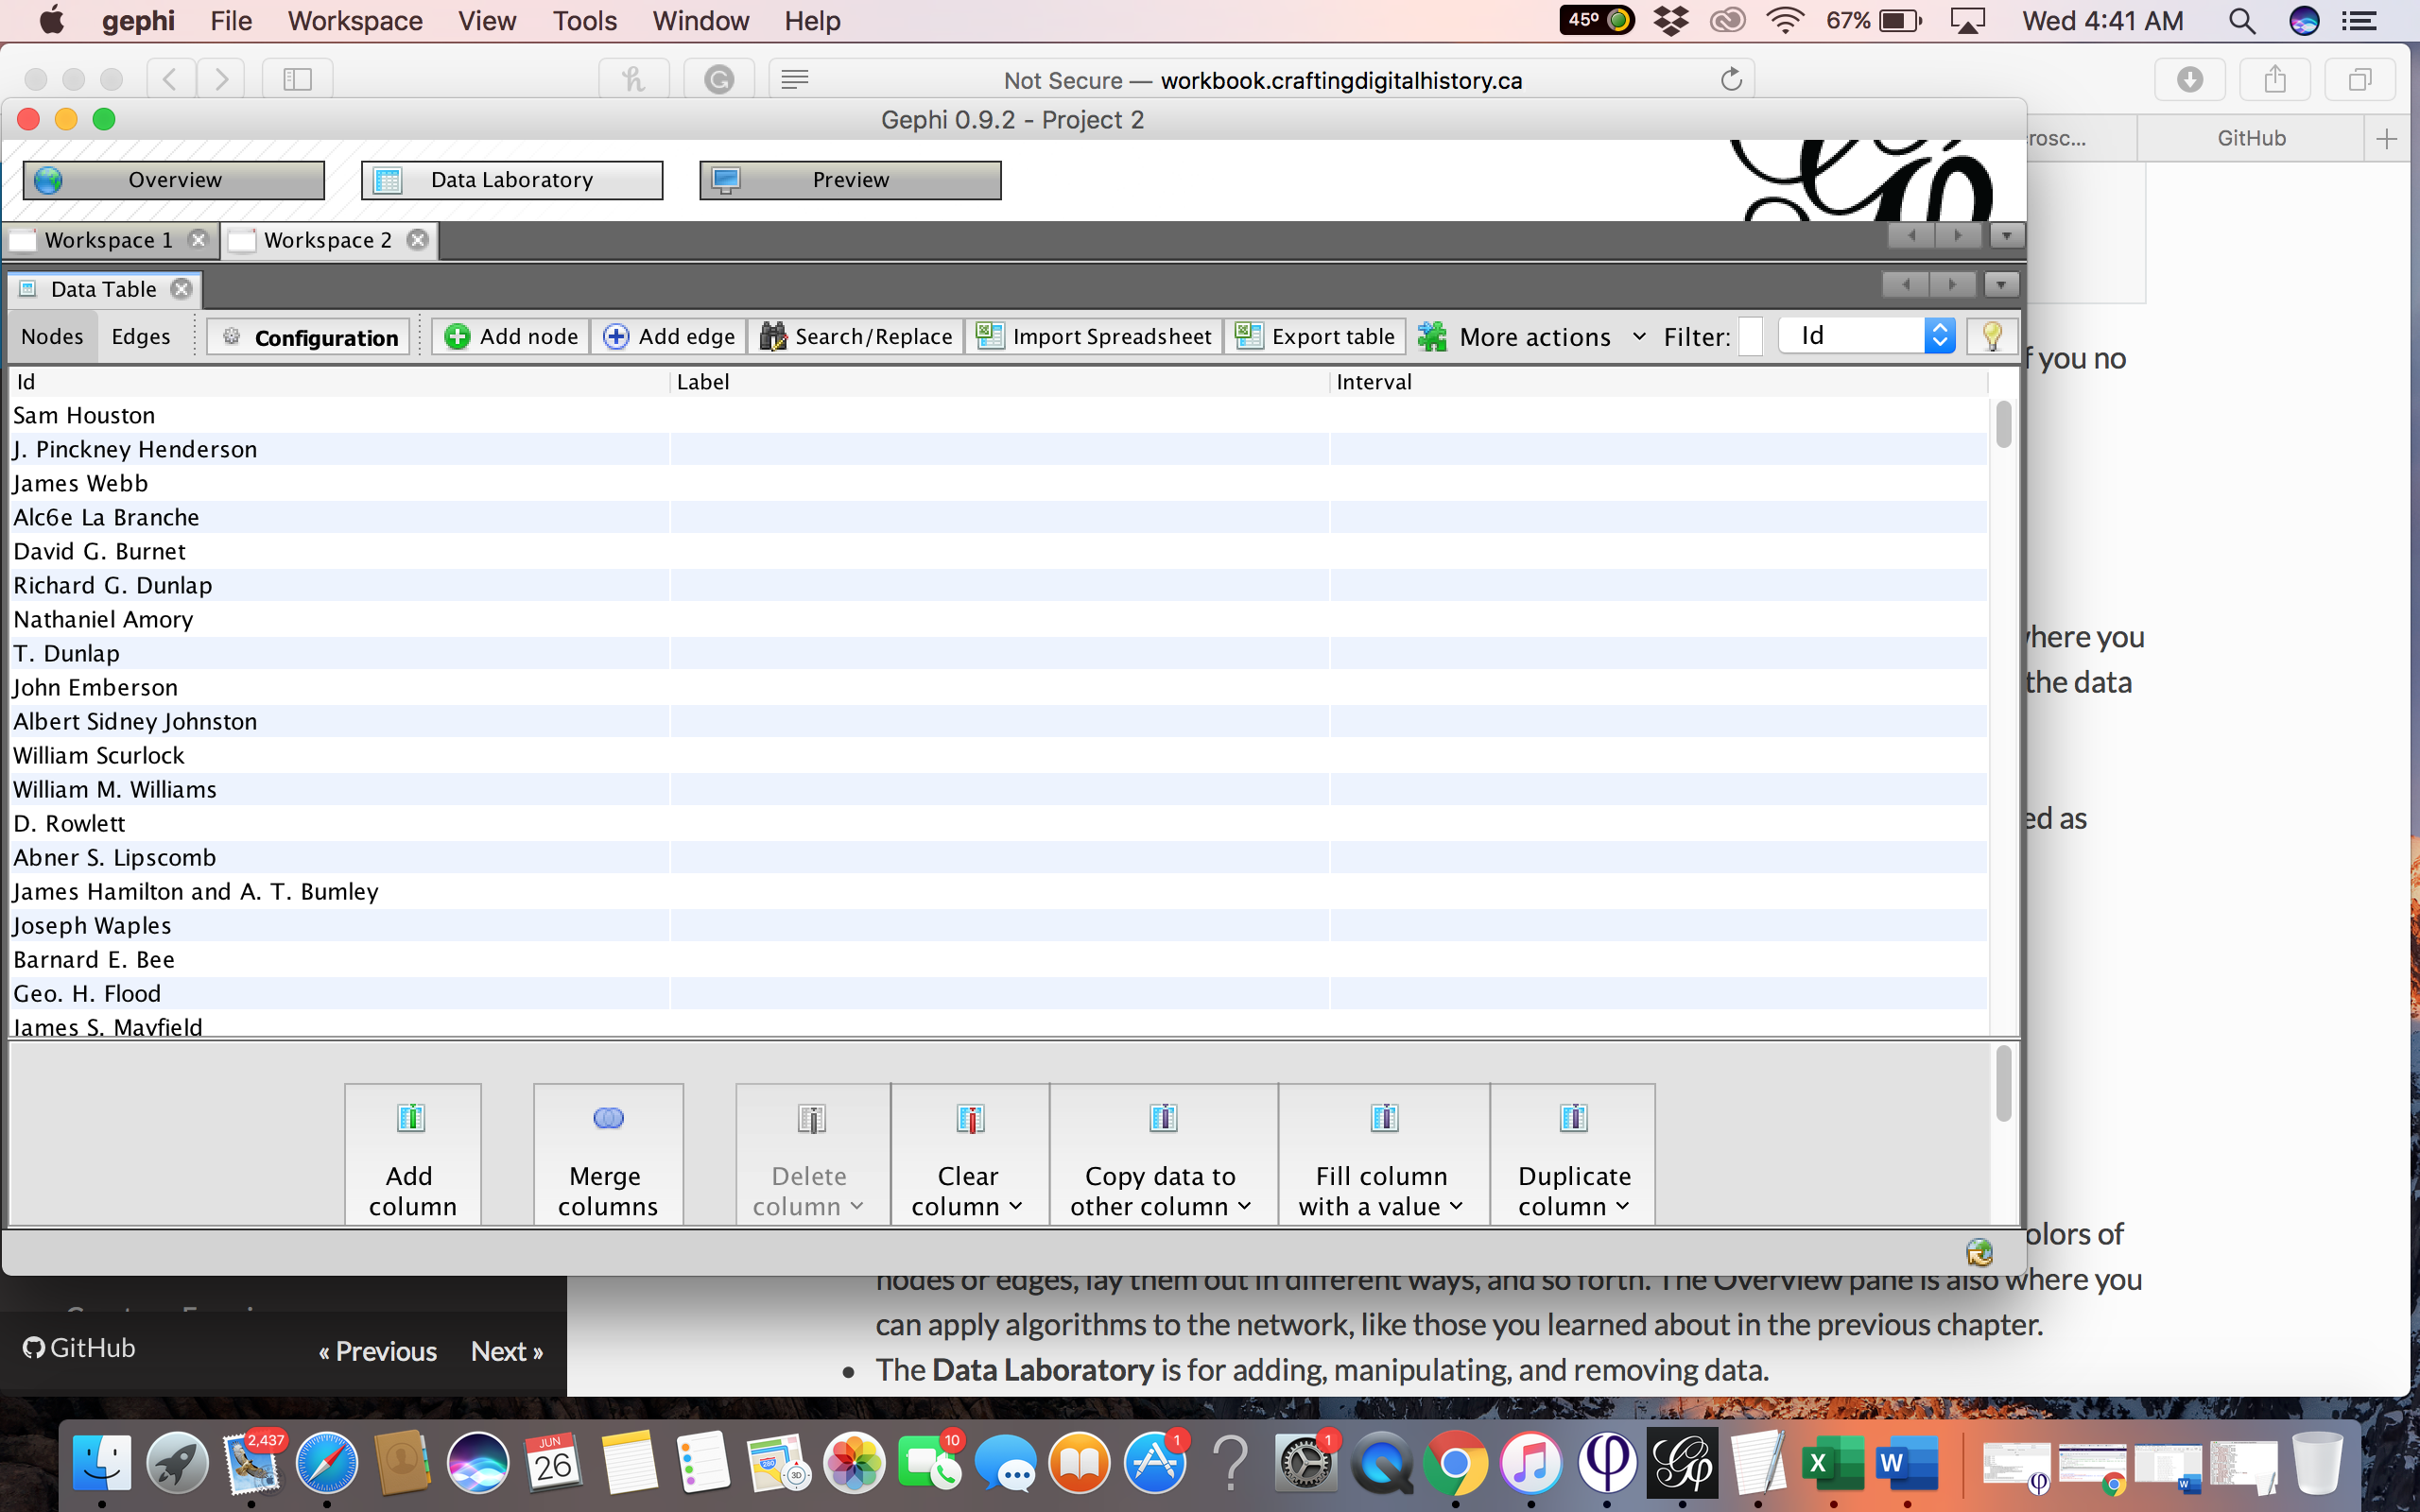 gephi File Workspace View Tools Window Help 45° 67% Wed 4:41 AM
Not Secure — workbook.craftingdigitalhistory.ca
Gephi 0.9.2 - Project 2
rosc... GitHub
Overview Data Laboratory Preview
Workspace 1 Workspace 2
Data Table
Nodes Edges Configuration Add node Add edge Search/Replace Import Spreadsheet Export table More actions Filter: Id
f you no
Id Label Interval
Sam Houston
J. Pinckney Henderson
James Webb
Alc6e La Branche
David G. Burnet
Richard G. Dunlap
Nathaniel Amory
here you
T. Dunlap
the data
John Emberson
Albert Sidney Johnston
William Scurlock
William M. Williams
D. Rowlett
ed as
Abner S. Lipscomb
James Hamilton and A. T. Bumley
Joseph Waples
Barnard E. Bee
Geo. H. Flood
James S. Mayfield
Add column
Merge columns
Delete column
Clear column
Copy data to other column
Fill column with a value
Duplicate column
olors of
nodes or edges, lay them out in different ways, and so forth. The Overview pane is also where you
can apply algorithms to the network, like those you learned about in the previous chapter.
GitHub « Previous Next »
• The Data Laboratory is for adding, manipulating, and removing data.
2,437 JUN 26 10 1 1